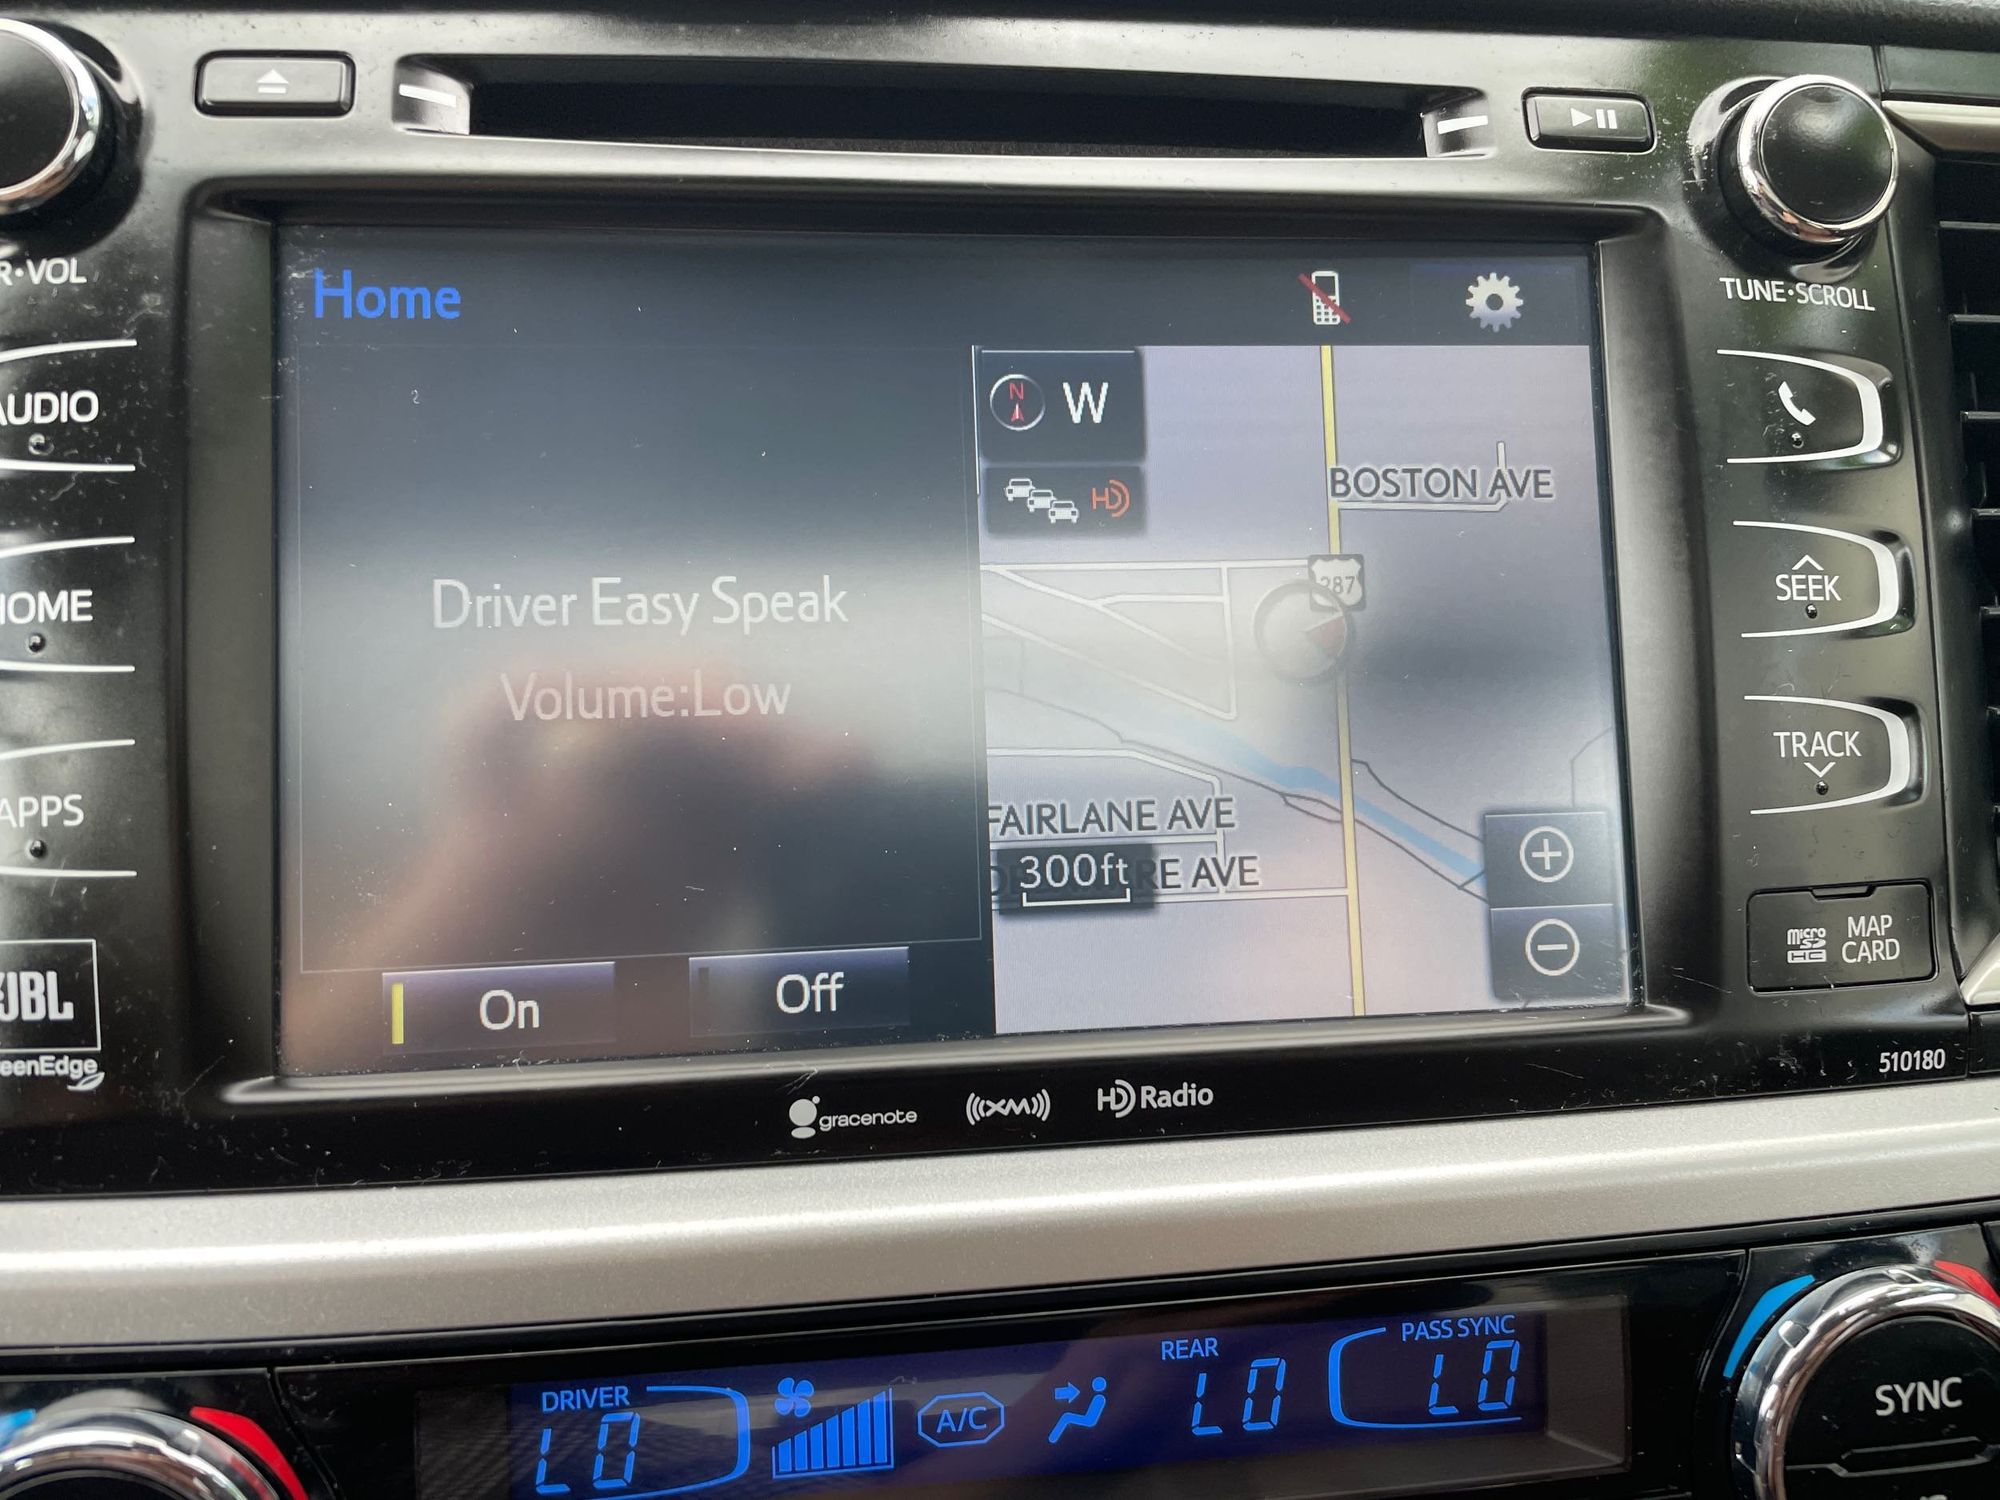 R•VOL
AUDIO
HOME
APPS
JBL
eenEdge
Home
N
W
HD
Driver Easy Speak
Volume:Low
On
Off
BOSTON AVE
287
FAIRLANE AVE
300ft
RE AVE
TUNE•SCROLL
SEEK
TRACK
micro SD HC
MAP
CARD
510180
gracenote
((XM))
HD Radio
DRIVER
LO
A/C
REAR
LO
PASS SYNC
LO
SYNC